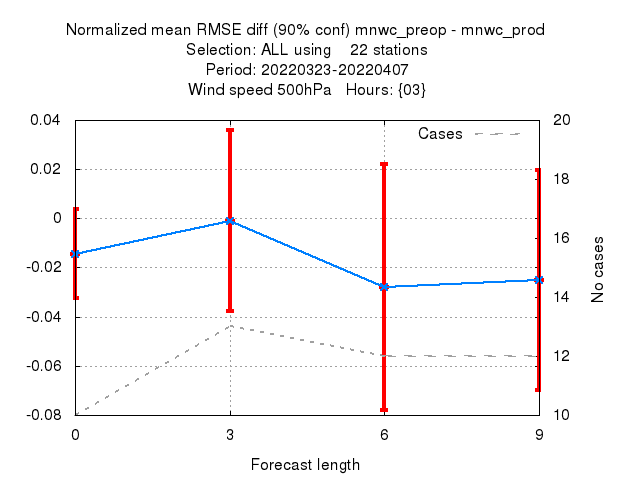 Normalized mean RMSE diff (90% conf) mnwc_preop - mnwc_prod
Selection: ALL using    22 stations
Period: 20220323-20220407
Wind speed 500hPa   Hours: {03}
Cases
0.04
0.02
0
-0.02
-0.04
-0.06
-0.08
20
18
16
14
12
10
No cases
0 3 6 9
Forecast length